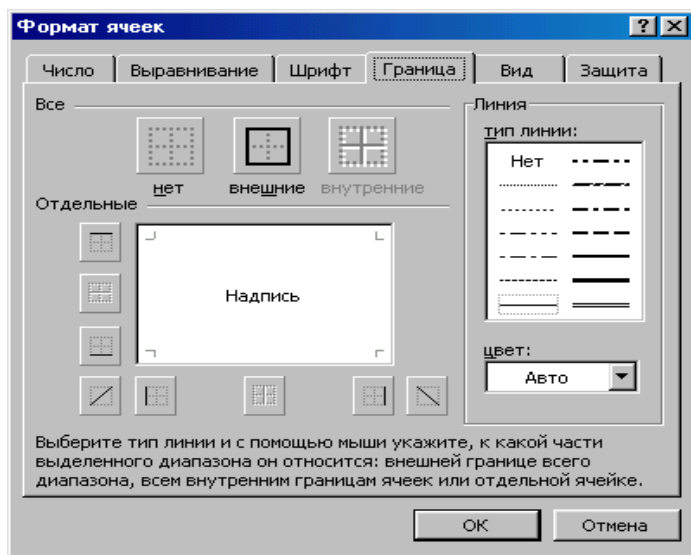 Формат ячеек
Число Выравнивание Шрифт Граница Вид Защита
Все
нет внешние внутренние
Отдельные
Надпись
Линия
тип линии:
Нет
цвет:
Авто
Выберите тип линии и с помощью мыши укажите, к какой части
выделенного диапазона он относится: внешней границе всего
диапазона, всем внутренним границам ячеек или отдельной ячейке.
ОК Отмена